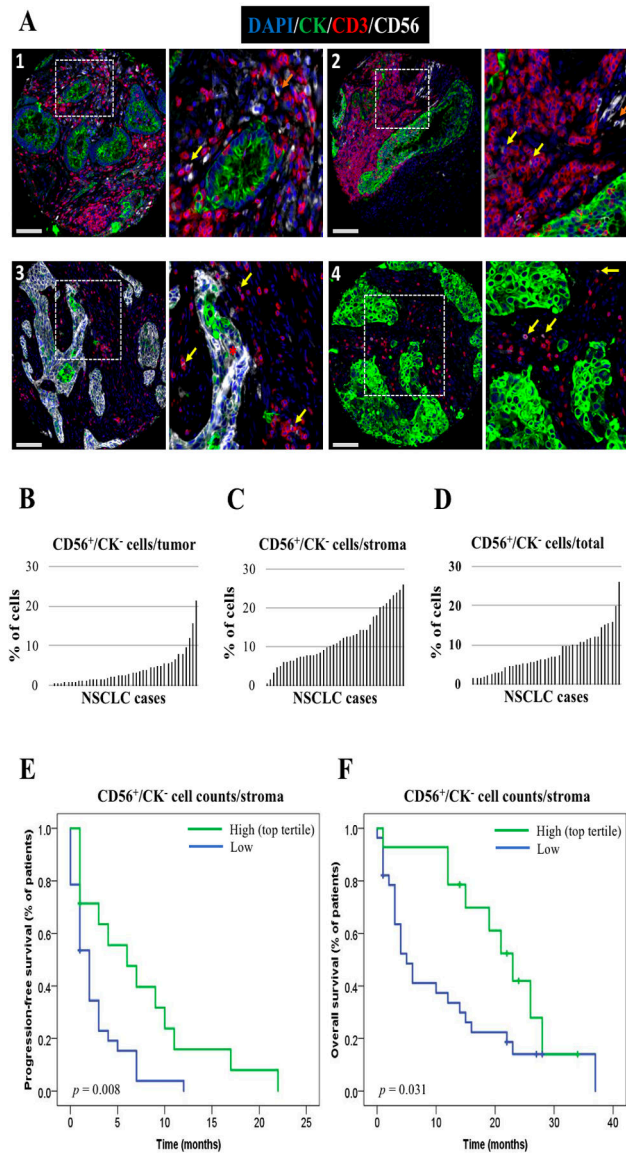 A
DAPI/CK/CD3/CD56
1
2
3
4
B
C
D
CD56+/CK- cells/tumor
CD56+/CK- cells/stroma
CD56+/CK- cells/total
30
20
10
0
% of cells
NSCLC cases
30
20
10
0
% of cells
NSCLC cases
30
20
10
0
% of cells
NSCLC cases
E
F
CD56+/CK- cell counts/stroma
CD56+/CK- cell counts/stroma
High (top tertile)
Low
1.0
0.8
0.6
0.4
0.2
0.0
Progression-free survival (% of patients)
p = 0.008
0
5
10
15
20
25
Time (months)
High (top tertile)
Low
1.0
0.8
0.6
0.4
0.2
0.0
Overall survival (% of patients)
p = 0.031
0
10
20
30
40
Time (months)